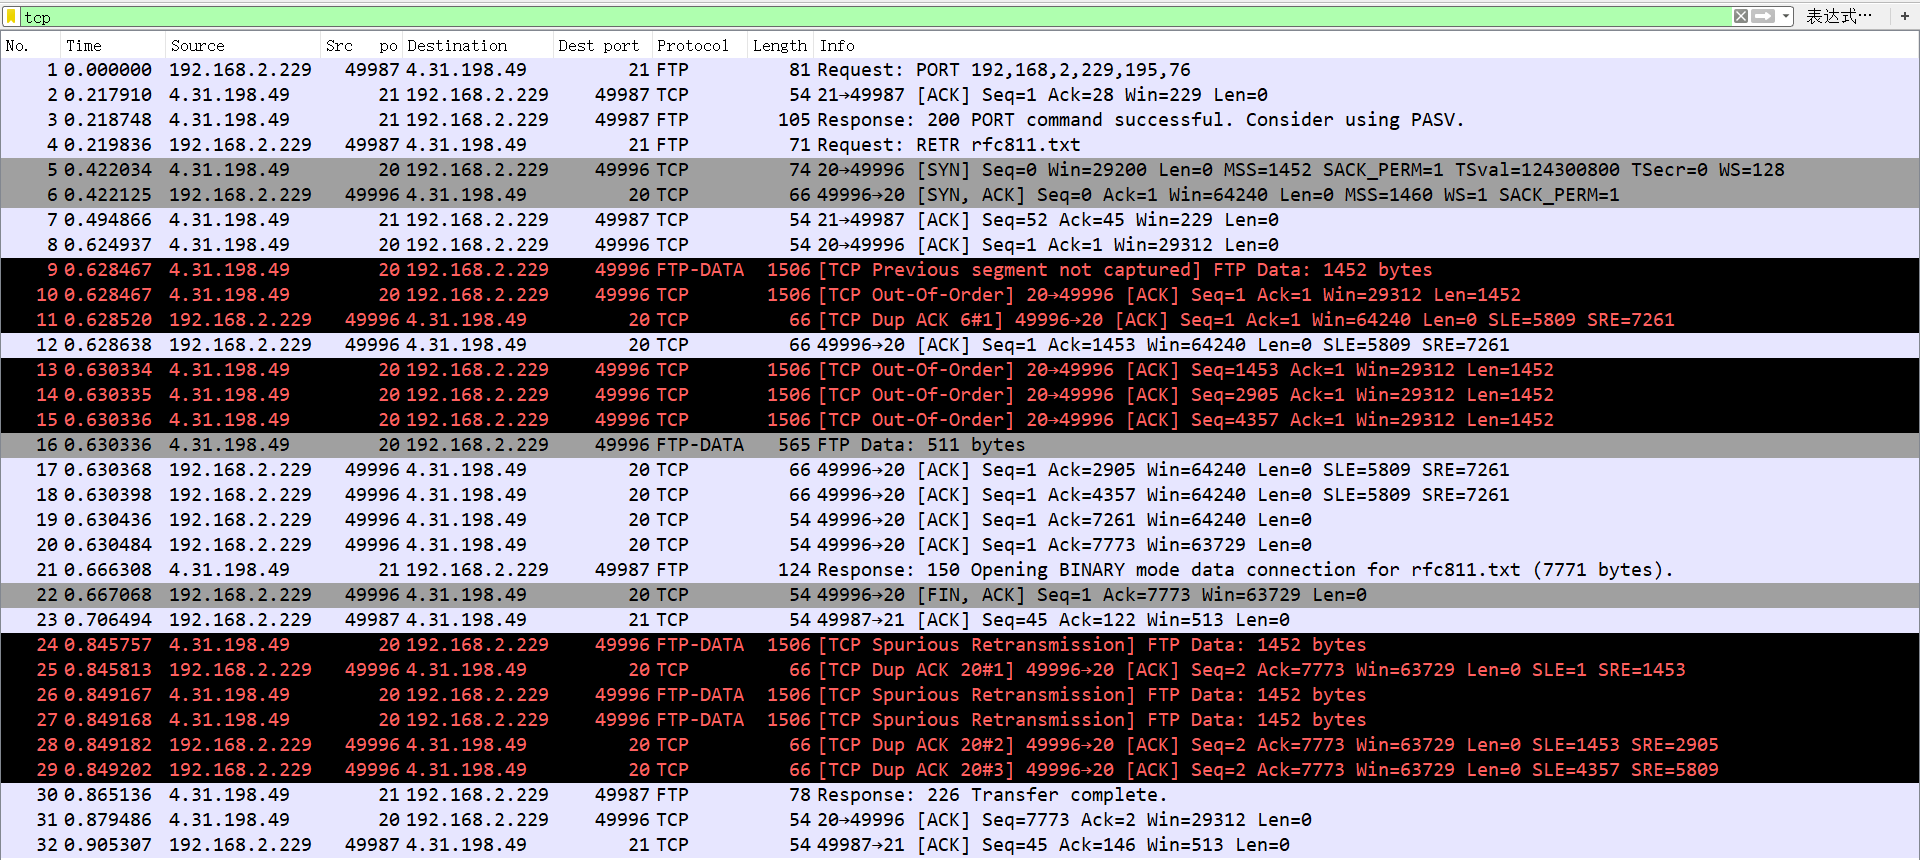 tcp 表达式… +
No. Time Source Src po Destination Dest port Protocol Length Info
1 0.000000 192.168.2.229 49987 4.31.198.49 21 FTP 81 Request: PORT 192,168,2,229,195,76
2 0.217910 4.31.198.49 21 192.168.2.229 49987 TCP 54 21→49987 [ACK] Seq=1 Ack=28 Win=229 Len=0
3 0.218748 4.31.198.49 21 192.168.2.229 49987 FTP 105 Response: 200 PORT command successful. Consider using PASV.
4 0.219836 192.168.2.229 49987 4.31.198.49 21 FTP 71 Request: RETR rfc811.txt
5 0.422034 4.31.198.49 20 192.168.2.229 49996 TCP 74 20→49996 [SYN] Seq=0 Win=29200 Len=0 MSS=1452 SACK_PERM=1 TSval=124300800 TSecr=0 WS=128
6 0.422125 192.168.2.229 49996 4.31.198.49 20 TCP 66 49996→20 [SYN, ACK] Seq=0 Ack=1 Win=64240 Len=0 MSS=1460 WS=1 SACK_PERM=1
7 0.494866 4.31.198.49 21 192.168.2.229 49987 TCP 54 21→49987 [ACK] Seq=52 Ack=45 Win=229 Len=0
8 0.624937 4.31.198.49 20 192.168.2.229 49996 TCP 54 20→49996 [ACK] Seq=1 Ack=1 Win=29312 Len=0
9 0.628467 4.31.198.49 20 192.168.2.229 49996 FTP-DATA 1506 [TCP Previous segment not captured] FTP Data: 1452 bytes
10 0.628467 4.31.198.49 20 192.168.2.229 49996 TCP 1506 [TCP Out-Of-Order] 20→49996 [ACK] Seq=1 Ack=1 Win=29312 Len=1452
11 0.628520 192.168.2.229 49996 4.31.198.49 20 TCP 66 [TCP Dup ACK 6#1] 49996→20 [ACK] Seq=1 Ack=1 Win=64240 Len=0 SLE=5809 SRE=7261
12 0.628638 192.168.2.229 49996 4.31.198.49 20 TCP 66 49996→20 [ACK] Seq=1 Ack=1453 Win=64240 Len=0 SLE=5809 SRE=7261
13 0.630334 4.31.198.49 20 192.168.2.229 49996 TCP 1506 [TCP Out-Of-Order] 20→49996 [ACK] Seq=1453 Ack=1 Win=29312 Len=1452
14 0.630335 4.31.198.49 20 192.168.2.229 49996 TCP 1506 [TCP Out-Of-Order] 20→49996 [ACK] Seq=2905 Ack=1 Win=29312 Len=1452
15 0.630336 4.31.198.49 20 192.168.2.229 49996 TCP 1506 [TCP Out-Of-Order] 20→49996 [ACK] Seq=4357 Ack=1 Win=29312 Len=1452
16 0.630336 4.31.198.49 20 192.168.2.229 49996 FTP-DATA 565 FTP Data: 511 bytes
17 0.630368 192.168.2.229 49996 4.31.198.49 20 TCP 66 49996→20 [ACK] Seq=1 Ack=2905 Win=64240 Len=0 SLE=5809 SRE=7261
18 0.630398 192.168.2.229 49996 4.31.198.49 20 TCP 66 49996→20 [ACK] Seq=1 Ack=4357 Win=64240 Len=0 SLE=5809 SRE=7261
19 0.630436 192.168.2.229 49996 4.31.198.49 20 TCP 54 49996→20 [ACK] Seq=1 Ack=7261 Win=64240 Len=0
20 0.630484 192.168.2.229 49996 4.31.198.49 20 TCP 54 49996→20 [ACK] Seq=1 Ack=7773 Win=63729 Len=0
21 0.666308 4.31.198.49 21 192.168.2.229 49987 FTP 124 Response: 150 Opening BINARY mode data connection for rfc811.txt (7771 bytes).
22 0.667068 192.168.2.229 49996 4.31.198.49 20 TCP 54 49996→20 [FIN, ACK] Seq=1 Ack=7773 Win=63729 Len=0
23 0.706494 192.168.2.229 49987 4.31.198.49 21 TCP 54 49987→21 [ACK] Seq=45 Ack=122 Win=513 Len=0
24 0.845757 4.31.198.49 20 192.168.2.229 49996 FTP-DATA 1506 [TCP Spurious Retransmission] FTP Data: 1452 bytes
25 0.845813 192.168.2.229 49996 4.31.198.49 20 TCP 66 [TCP Dup ACK 20#1] 49996→20 [ACK] Seq=2 Ack=7773 Win=63729 Len=0 SLE=1 SRE=1453
26 0.849167 4.31.198.49 20 192.168.2.229 49996 FTP-DATA 1506 [TCP Spurious Retransmission] FTP Data: 1452 bytes
27 0.849168 4.31.198.49 20 192.168.2.229 49996 FTP-DATA 1506 [TCP Spurious Retransmission] FTP Data: 1452 bytes
28 0.849182 192.168.2.229 49996 4.31.198.49 20 TCP 66 [TCP Dup ACK 20#2] 49996→20 [ACK] Seq=2 Ack=7773 Win=63729 Len=0 SLE=1453 SRE=2905
29 0.849202 192.168.2.229 49996 4.31.198.49 20 TCP 66 [TCP Dup ACK 20#3] 49996→20 [ACK] Seq=2 Ack=7773 Win=63729 Len=0 SLE=4357 SRE=5809
30 0.865136 4.31.198.49 21 192.168.2.229 49987 FTP 78 Response: 226 Transfer complete.
31 0.879486 4.31.198.49 20 192.168.2.229 49996 TCP 54 20→49996 [ACK] Seq=7773 Ack=2 Win=29312 Len=0
32 0.905307 192.168.2.229 49987 4.31.198.49 21 TCP 54 49987→21 [ACK] Seq=45 Ack=146 Win=513 Len=0